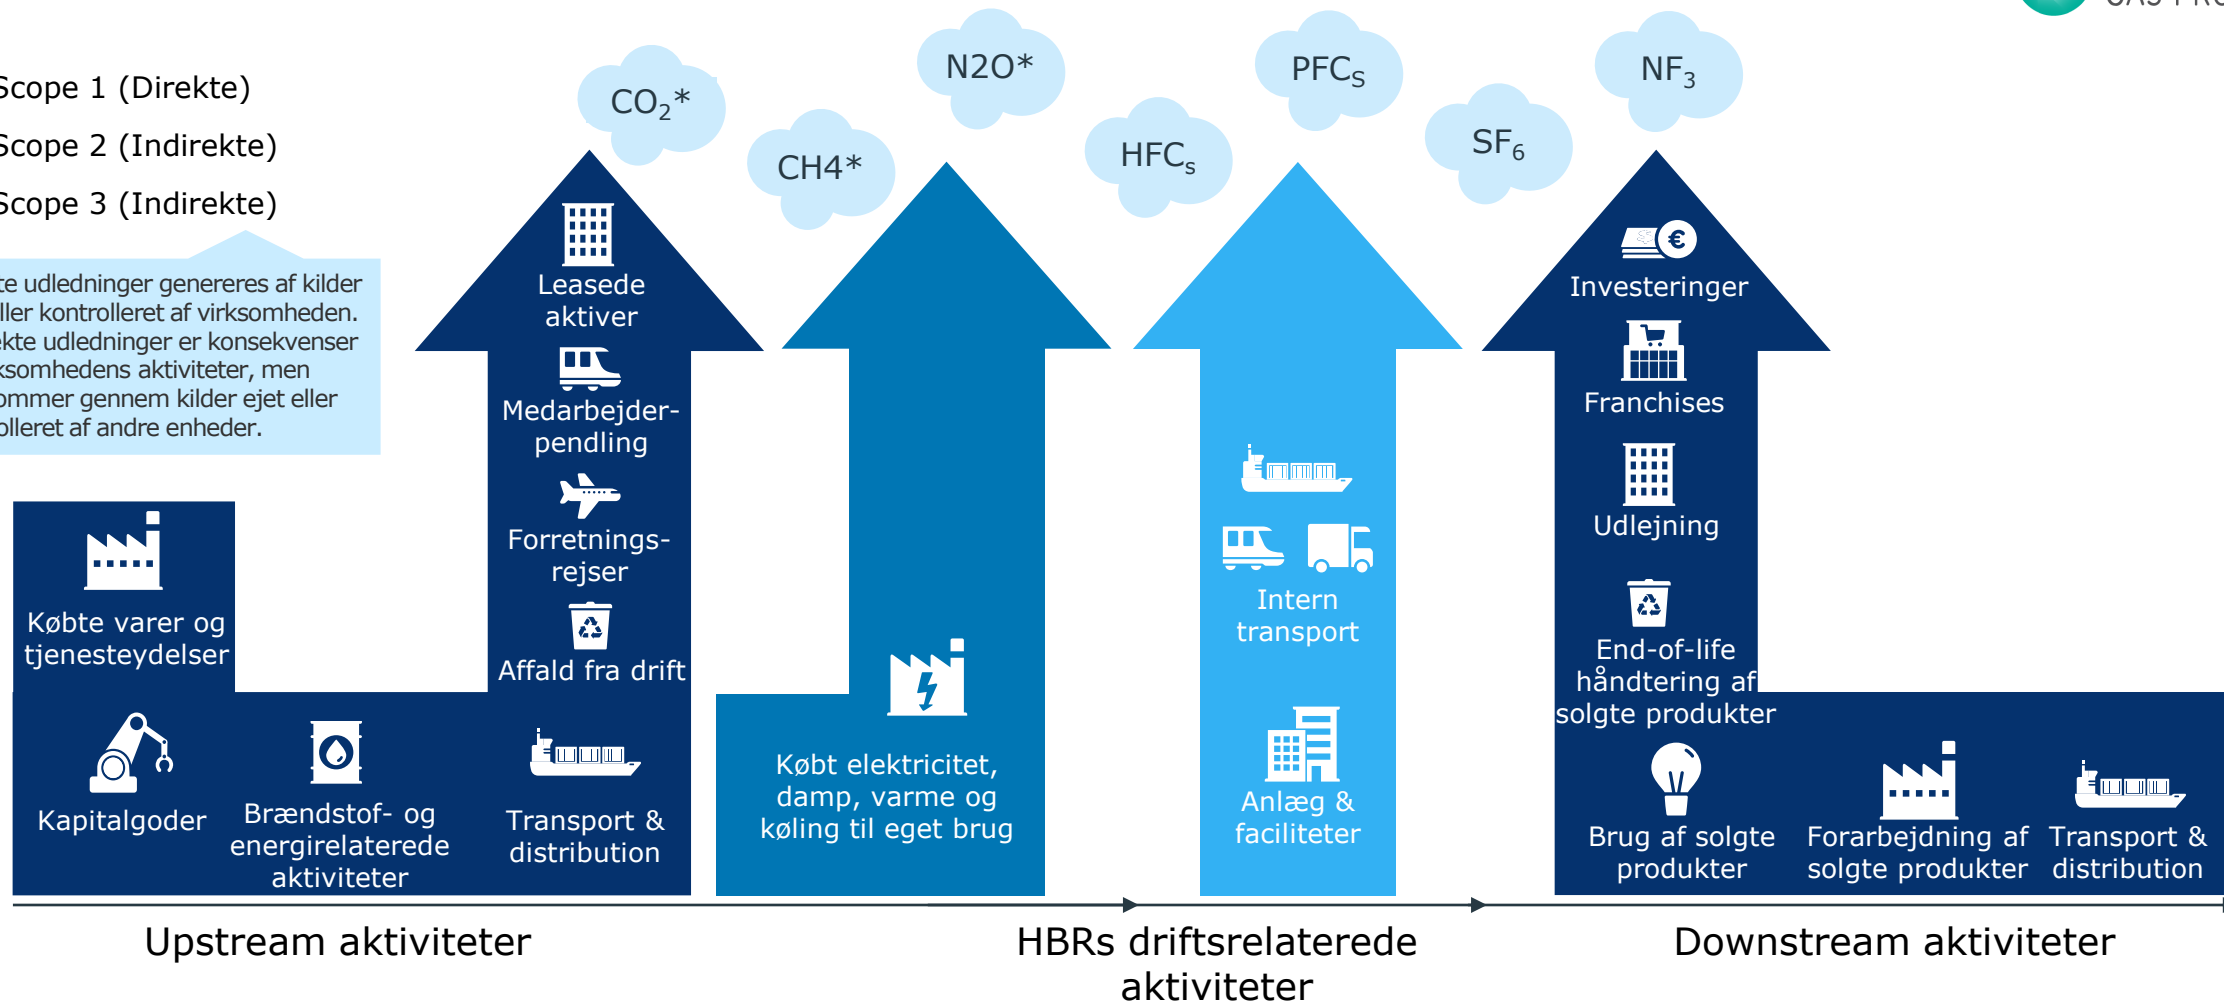 Scope 1 (Direkte)
Scope 2 (Indirekte)
Scope 3 (Indirekte)
udledninger genereres af kilder
kontrolleret af virksomheden.
udledninger er konsekvenser
aktiviteter, men
gennem kilder ejet eller
af andre enheder.
CO₂*
CH4*
N2O*
HFCs
PFCS
SF₆
NF₃
Købte varer og
tjenesteydelser
Kapitalgoder
Brændstof- og
energirelaterede
aktiviteter
Leasede
aktiver
Medarbejder-
pendling
Forretnings-
rejser
Affald fra drift
Transport &
distribution
Købt elektricitet,
damp, varme og
køling til eget brug
Intern
transport
Anlæg &
faciliteter
€
Investeringer
Franchises
Udlejning
End-of-life
håndtering af
solgte produkter
Brug af solgte
produkter
Forarbejdning af
solgte produkter
Transport &
distribution
Upstream aktiviteter
HBRs driftsrelaterede
aktiviteter
Downstream aktiviteter